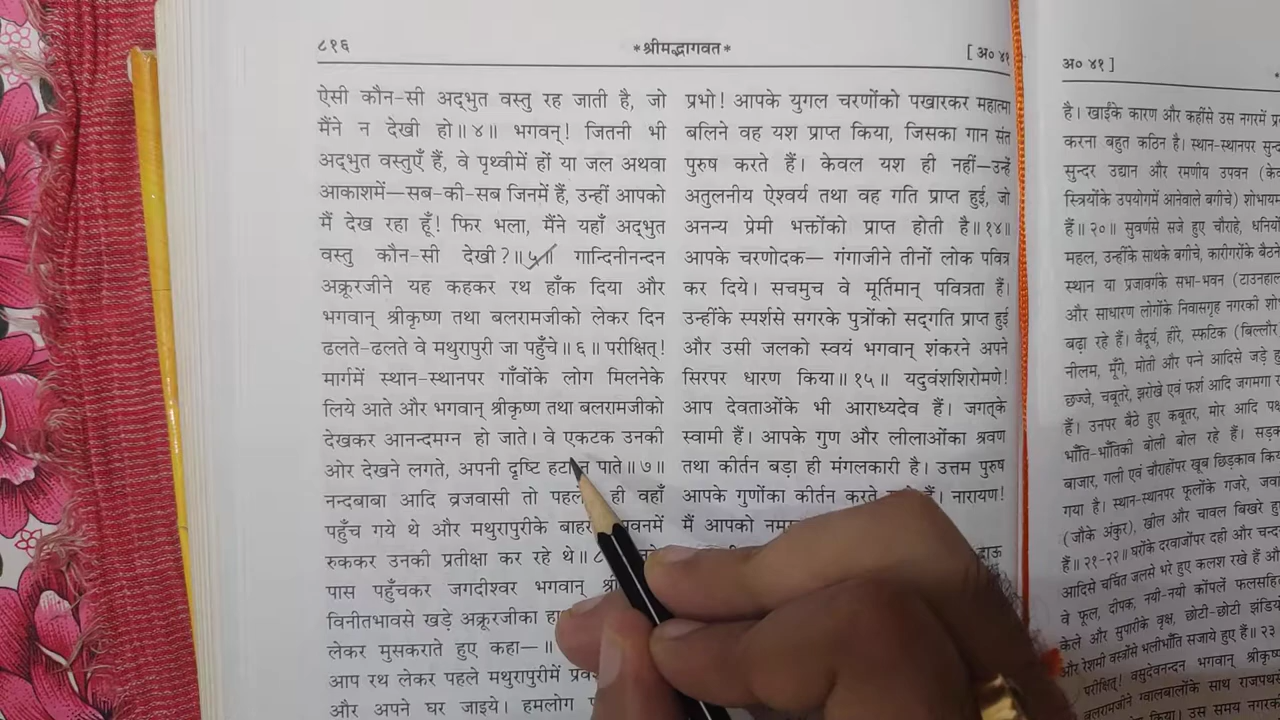 ८१६
*श्रीमद्भागवत*
[ अ० ४१
ऐसी कौन-सी अद्भुत वस्तु रह जाती है, जो
मैंने न देखी हो॥४॥ भगवन्! जितनी भी
अद्भुत वस्तुएँ हैं, वे पृथ्वीमें हों या जल अथवा
आकाशमें—सब-की-सब जिनमें हैं, उन्हीं आपको
मैं देख रहा हूँ! फिर भला, मैंने यहाँ अद्भुत
वस्तु कौन-सी देखी?॥५॥ गान्दिनीनन्दन
अक्रूरजीने यह कहकर रथ हाँक दिया और
भगवान् श्रीकृष्ण तथा बलरामजीको लेकर दिन
ढलते-ढलते वे मथुरापुरी जा पहुँचे॥६॥ परीक्षित्!
मार्गमें स्थान-स्थानपर गाँवोंके लोग मिलनेके
लिये आते और भगवान् श्रीकृष्ण तथा बलरामजीको
देखकर आनन्दमग्न हो जाते। वे एकटक उनकी
ओर देखने लगते, अपनी दृष्टि हटा न पाते॥७॥
नन्दबाबा आदि व्रजवासी तो पहले ही वहाँ
पहुँच गये थे और मथुरापुरीके बाहर
रुककर उनकी प्रतीक्षा कर रहे थे॥८
पास पहुँचकर जगदीश्वर भगवान्
विनीतभावसे खड़े अक्रूरजीका
लेकर मुसकराते हुए कहा—॥
आप रथ लेकर पहले मथुरापुरीमें
और अपने घर जाइये। हमलोग
प्रभो! आपके युगल चरणोंको पखारकर महात्मा
बलिने वह यश प्राप्त किया, जिसका गान संत
पुरुष करते हैं। केवल यश ही नहीं—उन्हें
अतुलनीय ऐश्वर्य तथा वह गति प्राप्त हुई, जो
अनन्य प्रेमी भक्तोंको प्राप्त होती है॥१४॥
आपके चरणोदक— गंगाजीने तीनों लोक पवित्र
कर दिये। सचमुच वे मूर्तिमान् पवित्रता हैं।
उन्हींके स्पर्शसे सगरके पुत्रोंको सद्गति प्राप्त हुई
और उसी जलको स्वयं भगवान् शंकरने अपने
सिरपर धारण किया॥१५॥ यदुवंशशिरोमणे!
आप देवताओंके भी आराध्यदेव हैं। जगत्के
स्वामी हैं। आपके गुण और लीलाओंका श्रवण
तथा कीर्तन बड़ा ही मंगलकारी है। उत्तम पुरुष
आपके गुणोंका कीर्तन करते हैं। नारायण!
मैं आपको
अ० ४१ ]
है। खाईंके कारण और कहींसे उस नगरमें
करना बहुत कठिन है। स्थान-स्थानपर
सुन्दर उद्यान और रमणीय उपवन
स्त्रियोंके उपयोगमें आनेवाले बगीचे)
हैं॥२०॥ सुवर्णसे सजे हुए चौराहे,
महल, उन्हींके साथके बगीचे, कारीगरोंके
स्थान या प्रजावर्गके सभा-भवन
और साधारण लोगोंके निवासगृह नगरकी
बढ़ा रहे हैं। वैदूर्य, हीरे, स्फटिक
नीलम, मूँगे, मोती और पन्ने आदिसे जड़े
छज्जे, चबूतरे, झरोखे एवं फर्श आदि जगमगा
हैं। उनपर बैठे हुए कबूतर, मोर आदि
भाँति-भाँतिकी बोली बोल रहे हैं।
बाजार, गली एवं चौराहोंपर खूब छिड़काव
गया है। स्थान-स्थानपर फूलोंके गजरे,
(जौके अंकुर), खील और चावल बिखरे
हैं॥२१-२२॥ घरोंके दरवाजोंपर दही और
आदिसे चर्चित जलसे भरे हुए कलश रखे हैं
वे फूल, दीपक, नयी-नयी कोंपलें
केले और सुपारीके वृक्ष, छोटी-छोटी
और रेशमी वस्त्रोंसे भलीभाँति सजाये हुए हैं॥२३
परीक्षित्! वसुदेवनन्दन भगवान्
बलरामजीने ग्वालबालोंके साथ
उस समय